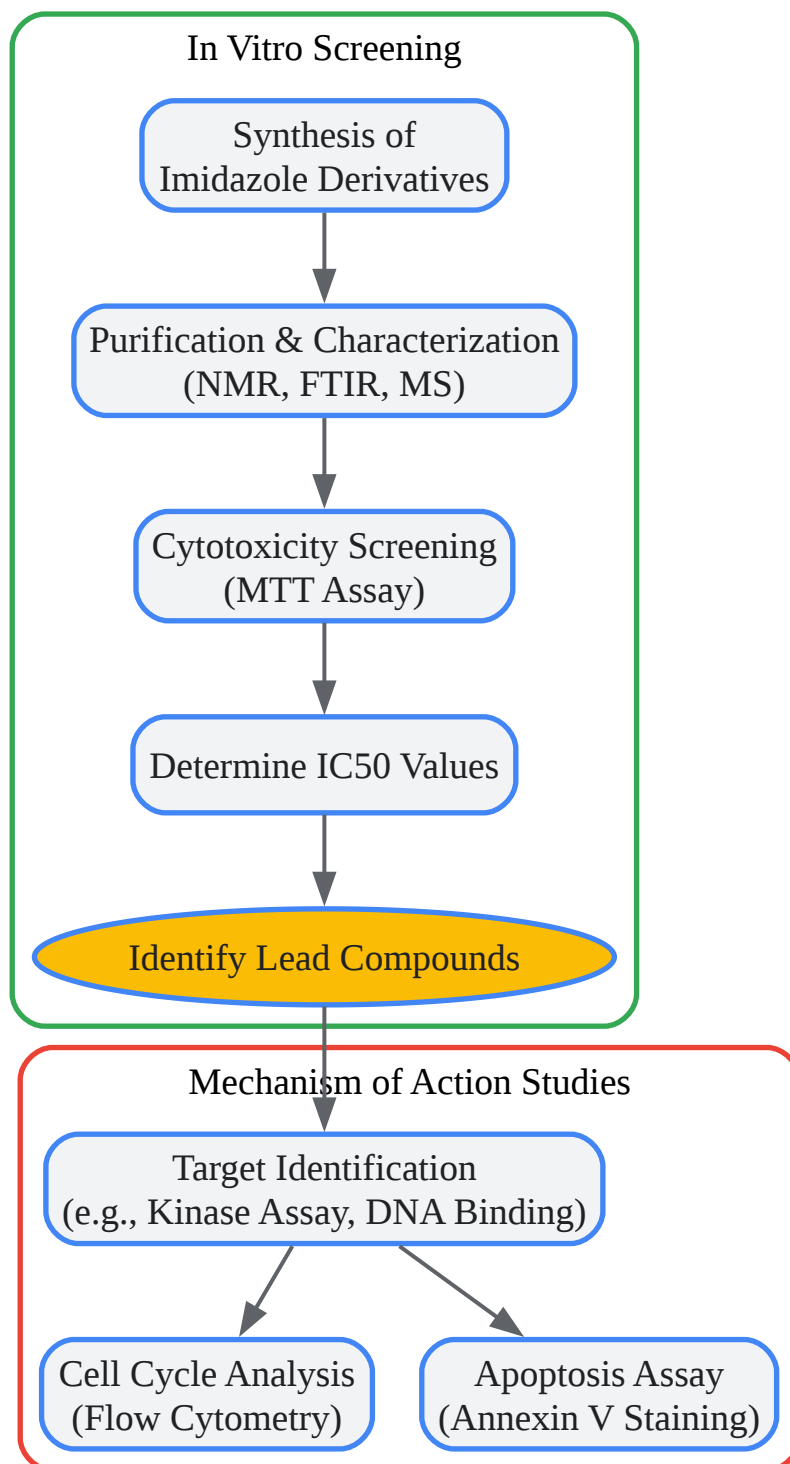 In Vitro Screening
Synthesis of
Imidazole Derivatives
Purification & Characterization
(NMR, FTIR, MS)
Cytotoxicity Screening
(MTT Assay)
Determine IC50 Values
Identify Lead Compounds
Mechanism of Action Studies
Target Identification
(e.g., Kinase Assay, DNA Binding)
Cell Cycle Analysis
(Flow Cytometry)
Apoptosis Assay
(Annexin V Staining)